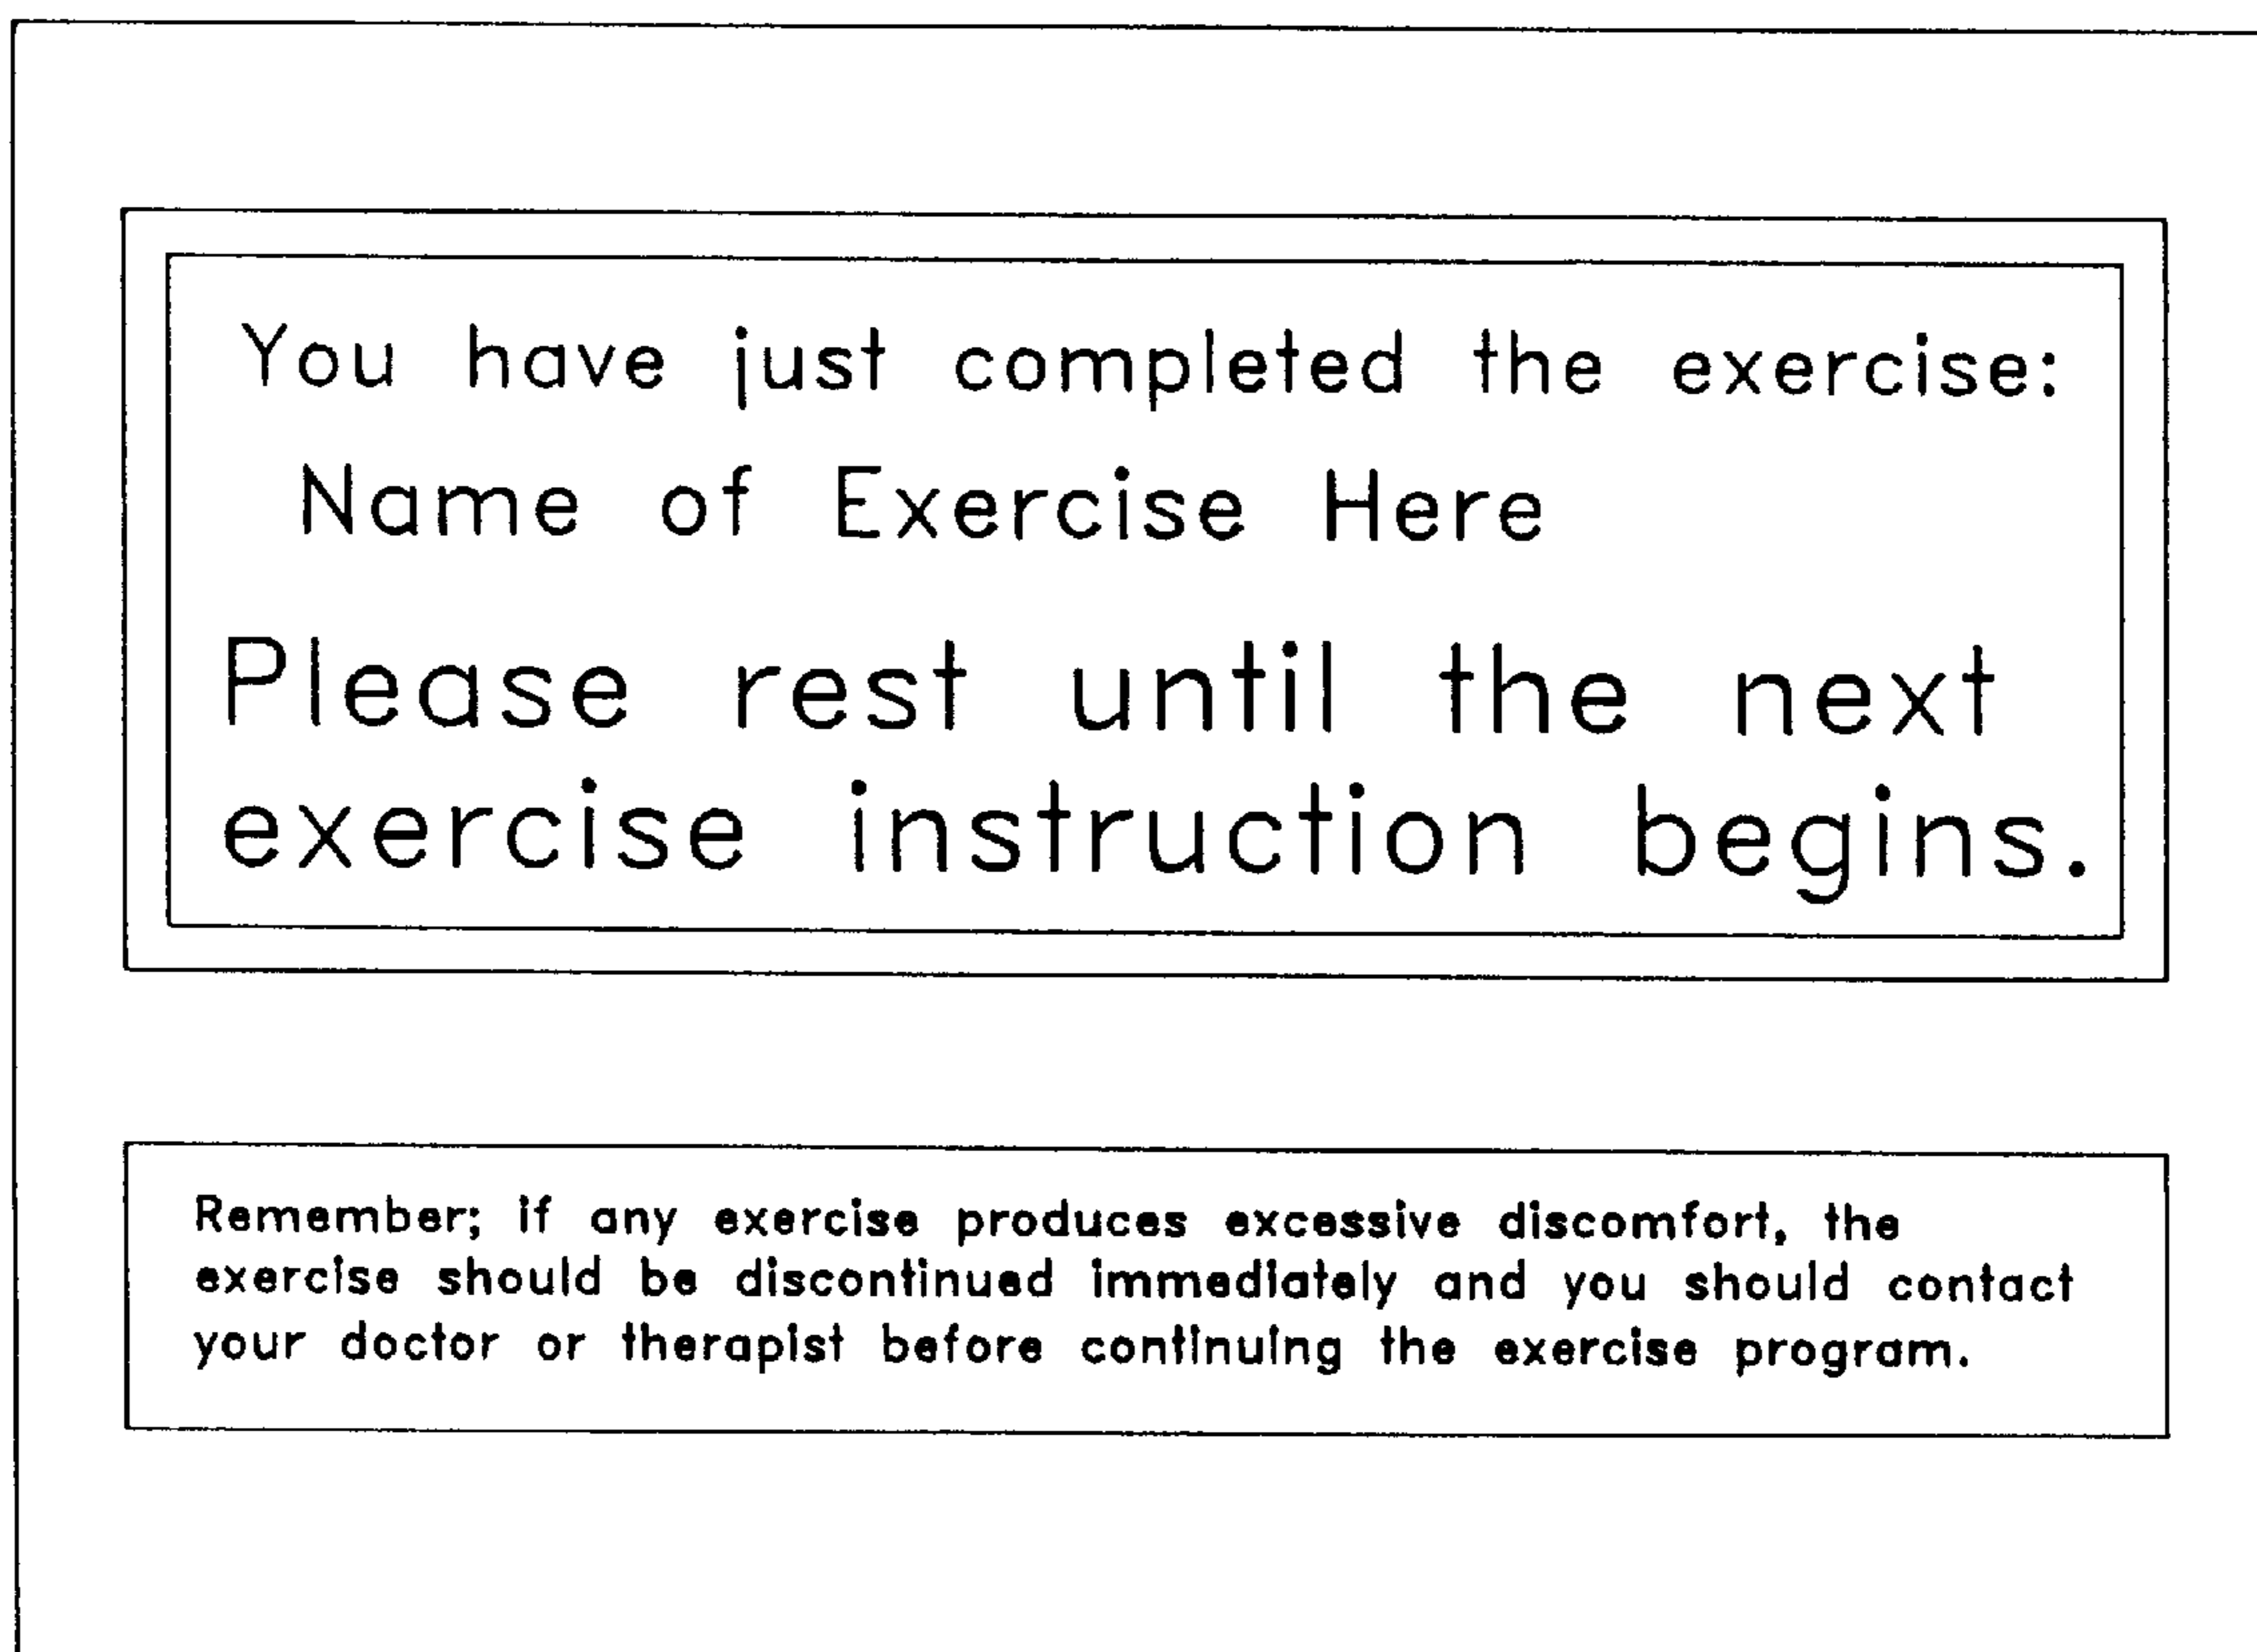 You have just completed the exercise:
Name of Exercise Here
Please rest until the next
exercise instruction begins.
Remember; if any exercise produces excessive discomfort, the
exercise should be discontinued immediately and you should contact
your doctor or therapist before continuing the exercise program.